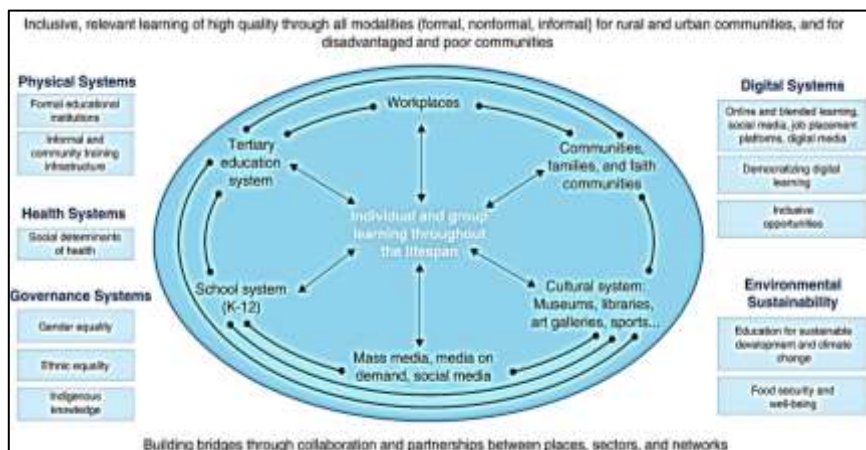 Inclusive, relevant learning of high quality through all modalities (formal, nonformal, informal) for rural and urban communities, and for
disadvantaged and poor communities
Physical Systems
Formal educational
institutions
Informal and
community training
infrastructure
Health Systems
Social determinants
of health
Governance Systems
Gender equality
Ethnic equality
Indigenous
knowledge
Workplaces
Tertiary
education
system
Communities,
families, and faith
communities
Individual and group
learning throughout
the lifespan
School system
(K-12)
Cultural system:
Museums, libraries,
art galleries, sports...
Mass media, media on
demand, social media
Digital Systems
Online and blended learning,
social media, job placement
platforms, digital media
Democratizing digital
learning
Inclusive
opportunities
Environmental
Sustainability
Education for sustainable
development and climate
change
Food security and
well-being
Building bridges through collaboration and partnerships between places, sectors, and networks